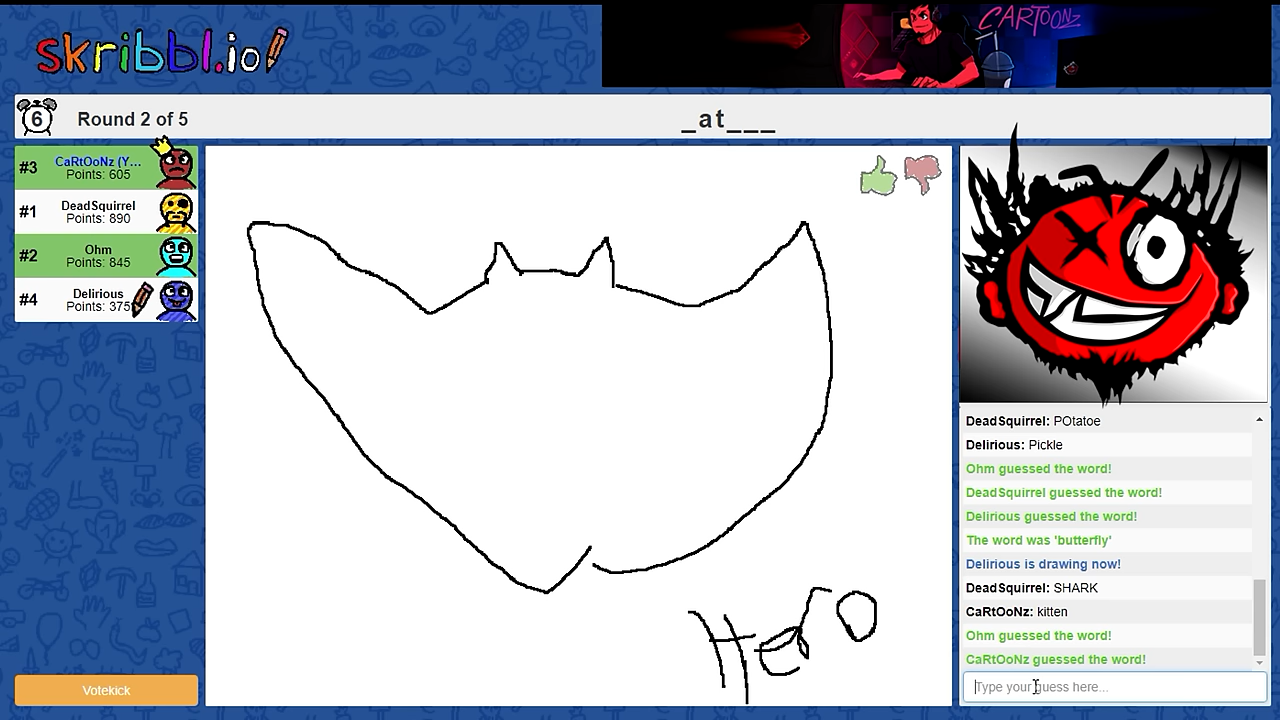 CARTOONZ
skribbl.io
6
Round 2 of 5
_at___
#3
CaRtOoNz (Y...
Points: 605
#1
DeadSquirrel
Points: 890
#2
Ohm
Points: 845
#4
Delirious
Points: 375
Hero
DeadSquirrel: POtatoe
Delirious: Pickle
Ohm guessed the word!
DeadSquirrel guessed the word!
Delirious guessed the word!
The word was 'butterfly'
Delirious is drawing now!
DeadSquirrel: SHARK
CaRtOoNz: kitten
Ohm guessed the word!
CaRtOoNz guessed the word!
Type your guess here...
Votekick